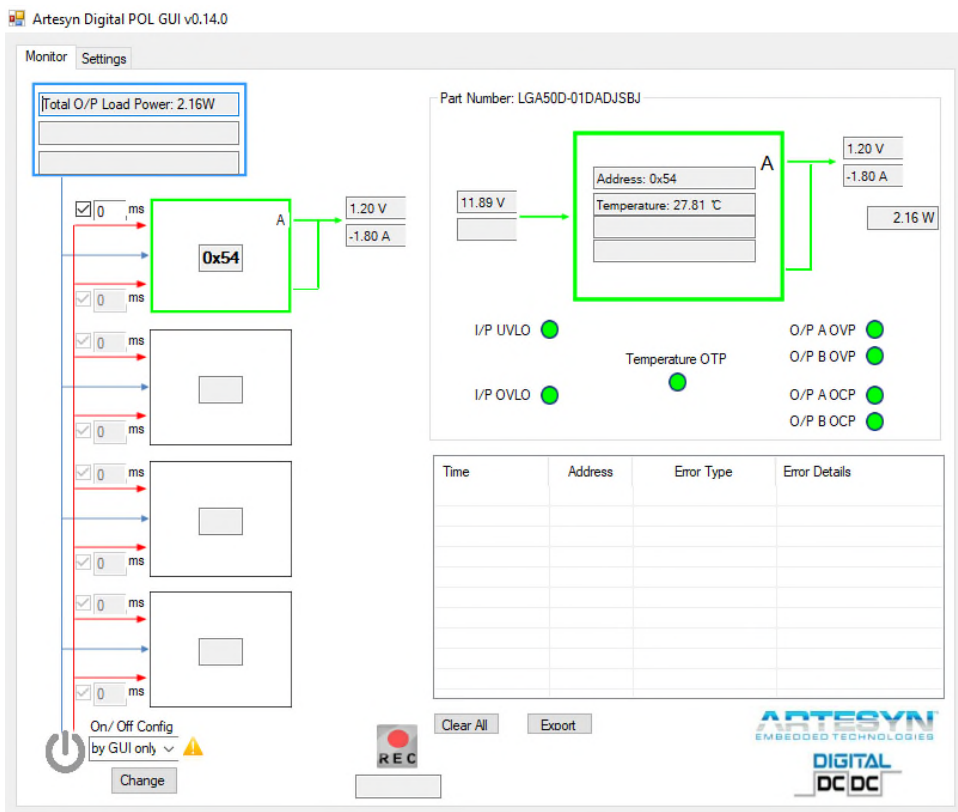 Artesyn Digital POL GUI v0.14.0
Monitor Settings
Total O/P Load Power: 2.16W
0 ms
A
0x54
1.20 V
-1.80 A
0 ms
0 ms
0 ms
0 ms
0 ms
0 ms
0 ms
On/ Off Config
by GUI only
Change
REC
Part Number: LGA50D-01DADJSBJ
11.89 V
A
Address: 0x54
Temperature: 27.81 ℃
1.20 V
-1.80 A
2.16 W
I/P UVLO
I/P OVLO
Temperature OTP
O/P A OVP
O/P B OVP
O/P A OCP
O/P B OCP
Time Address Error Type Error Details
Clear All Export
ARTESYN
EMBEDDED TECHNOLOGIES
DIGITAL
DC DC